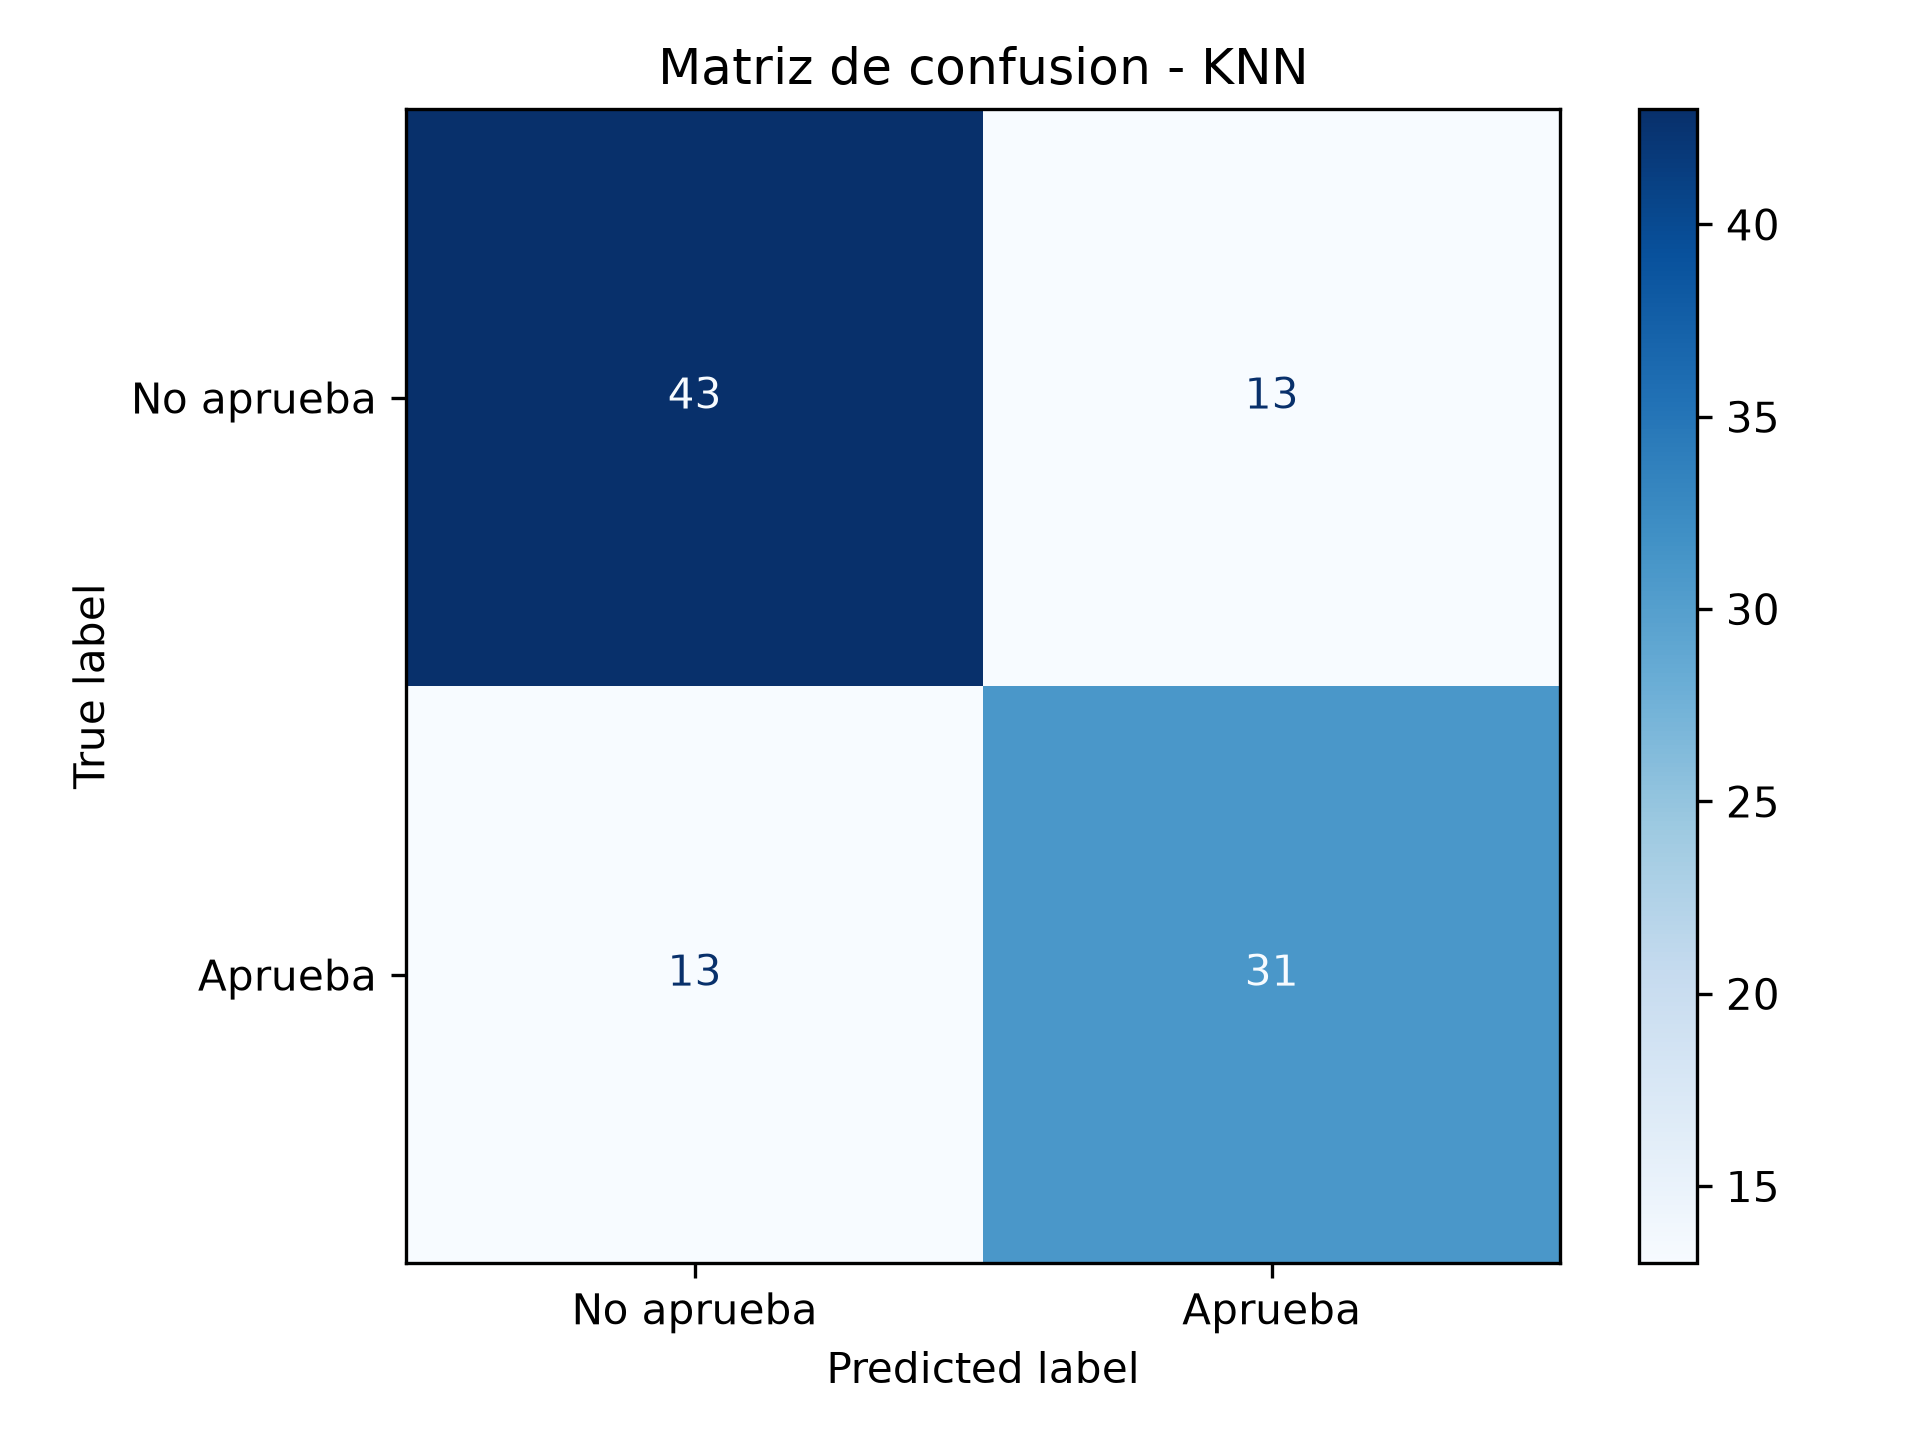 Matriz de confusion - KNN
No aprueba
Aprueba
True label
43
13
13
31
No aprueba
Aprueba
Predicted label
40
35
30
25
20
15